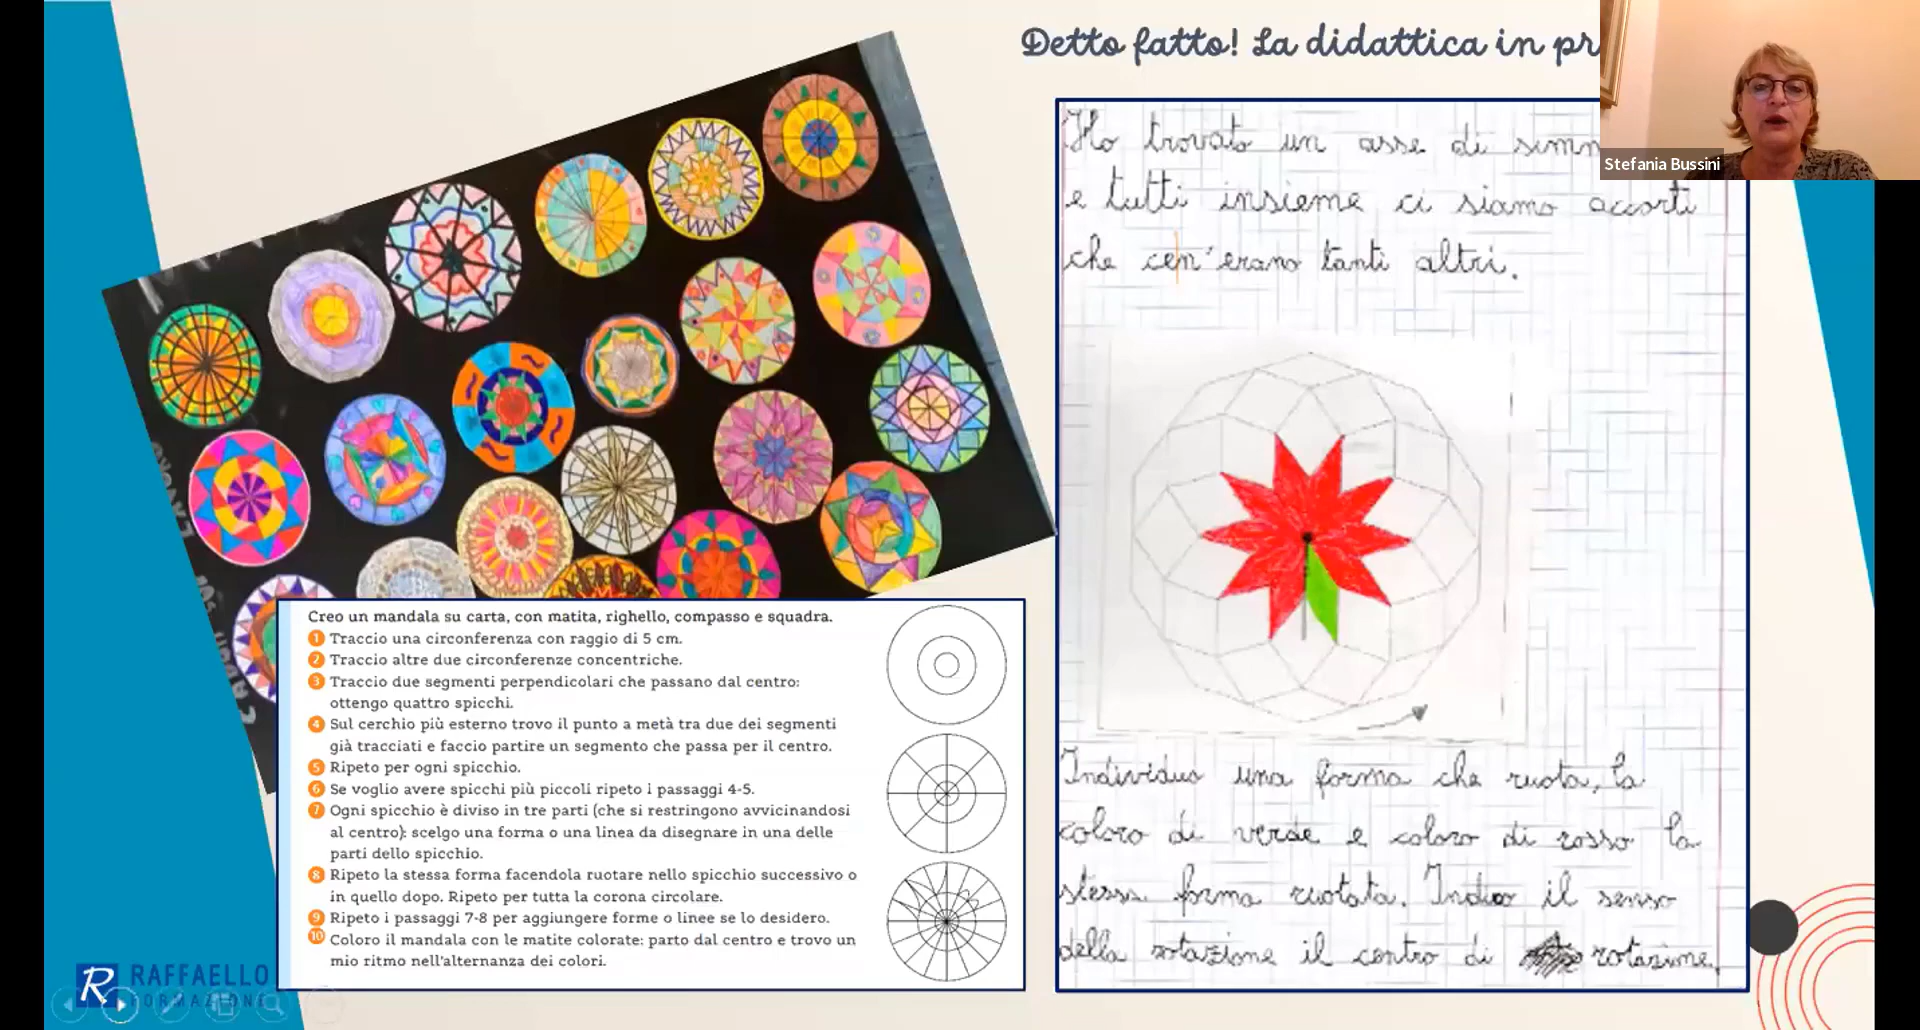 Detto fatto! La didattica in pr
Stefania Bussini
Ho trovato un asse di simm
e tutti insieme ci siamo accorti
che cen'erano tanti altri.
Individuo una forma che ruota, la
coloro di verde e coloro di rosso la
stessa forma ruotata. Indico il senso
della rotazione il centro di rotazione.
Creo un mandala su carta, con matita, righello, compasso e squadra.
1 Traccio una circonferenza con raggio di 5 cm.
2 Traccio altre due circonferenze concentriche.
3 Traccio due segmenti perpendicolari che passano dal centro:
ottengo quattro spicchi.
4 Sul cerchio più esterno trovo il punto a metà tra due dei segmenti
già tracciati e faccio partire un segmento che passa per il centro.
5 Ripeto per ogni spicchio.
6 Se voglio avere spicchi più piccoli ripeto i passaggi 4-5.
7 Ogni spicchio è diviso in tre parti (che si restringono avvicinandosi
al centro): scelgo una forma o una linea da disegnare in una delle
parti dello spicchio.
8 Ripeto la stessa forma facendola ruotare nello spicchio successivo o
in quello dopo. Ripeto per tutta la corona circolare.
9 Ripeto i passaggi 7-8 per aggiungere forme o linee se lo desidero.
10 Coloro il mandala con le matite colorate: parto dal centro e trovo un
mio ritmo nell'alternanza dei colori.
R RAFFAELLO
FORMAZIONE